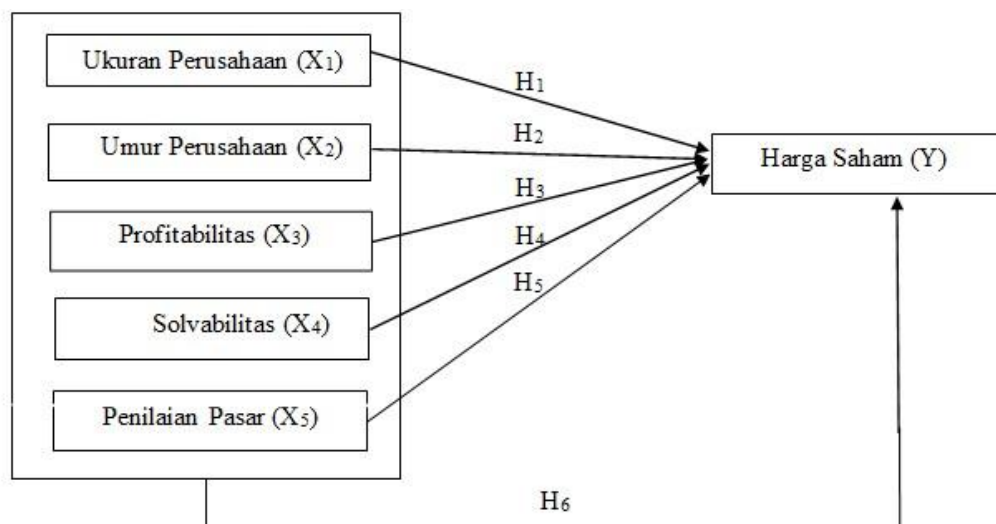 Ukuran Perusahaan (X₁)
H₁
Umur Perusahaan (X₂)
H₂
Harga Saham (Y)
H₃
Profitabilitas (X₃)
H₄
H₅
Solvabilitas (X₄)
Penilaian Pasar (X₅)
H₆